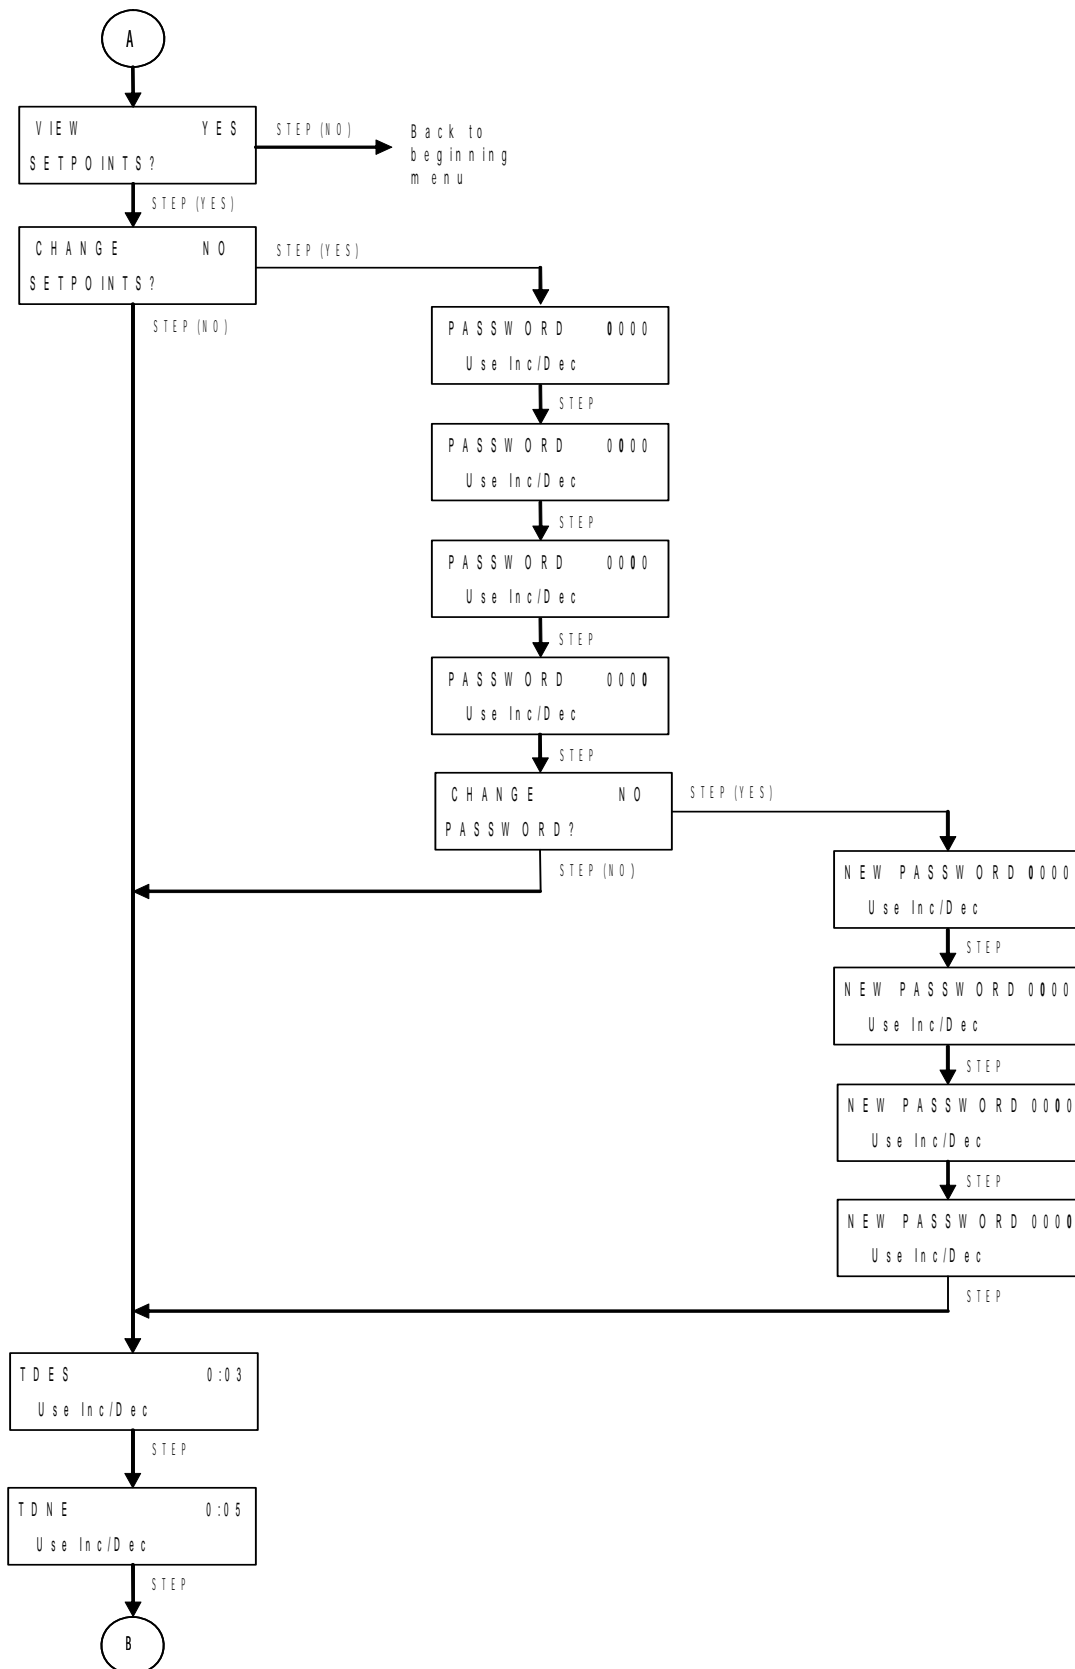 A
VIEW YES
SETPOINTS?
STEP (NO)
Back to
beginning
menu
STEP (YES)
CHANGE NO
SETPOINTS?
STEP (YES)
STEP (NO)
PASSWORD 0000
Use Inc/Dec
STEP
PASSWORD 0000
Use Inc/Dec
STEP
PASSWORD 0000
Use Inc/Dec
STEP
PASSWORD 0000
Use Inc/Dec
STEP
CHANGE NO
PASSWORD?
STEP (YES)
STEP (NO)
NEW PASSWORD 0000
Use Inc/Dec
STEP
NEW PASSWORD 0000
Use Inc/Dec
STEP
NEW PASSWORD 0000
Use Inc/Dec
STEP
NEW PASSWORD 0000
Use Inc/Dec
STEP
TDES 0:03
Use Inc/Dec
STEP
TDNE 0:05
Use Inc/Dec
STEP
B